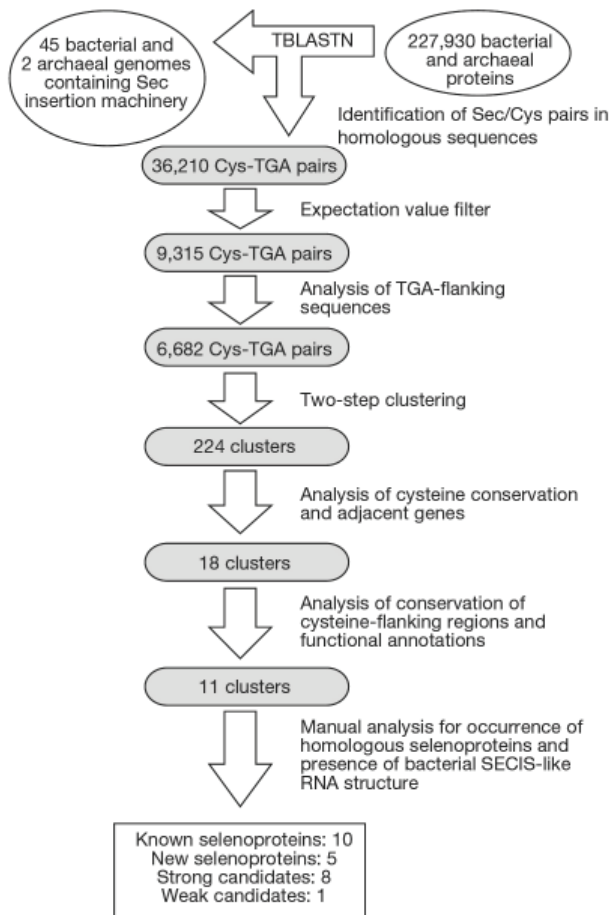 45 bacterial and
2 archaeal genomes
containing Sec
insertion machinery
TBLASTN
227,930 bacterial
and archaeal
proteins
Identification of Sec/Cys pairs in
homologous sequences
36,210 Cys-TGA pairs
Expectation value filter
9,315 Cys-TGA pairs
Analysis of TGA-flanking
sequences
6,682 Cys-TGA pairs
Two-step clustering
224 clusters
Analysis of cysteine conservation
and adjacent genes
18 clusters
Analysis of conservation of
cysteine-flanking regions and
functional annotations
11 clusters
Manual analysis for occurrence of
homologous selenoproteins and
presence of bacterial SECIS-like
RNA structure
Known selenoproteins: 10
New selenoproteins: 5
Strong candidates: 8
Weak candidates: 1